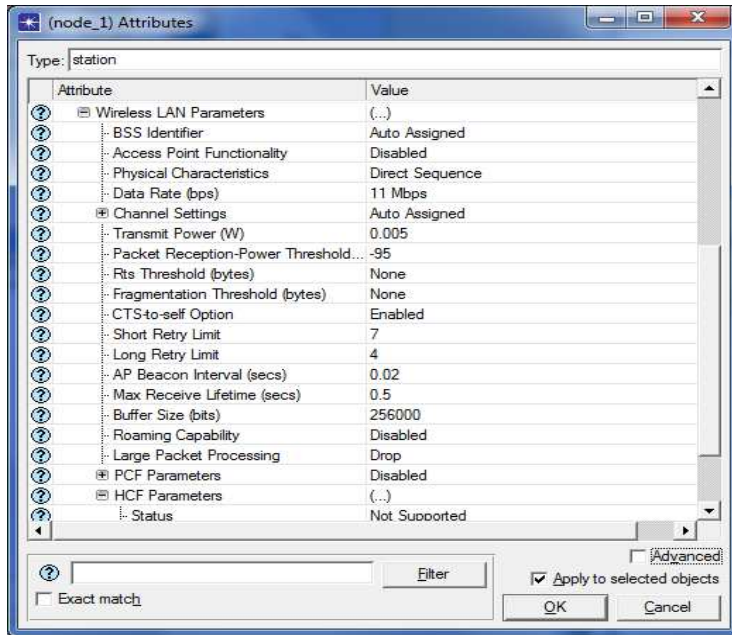 (node_1) Attributes
Type: station
Attribute Value
Wireless LAN Parameters (...)
BSS Identifier Auto Assigned
Access Point Functionality Disabled
Physical Characteristics Direct Sequence
Data Rate (bps) 11 Mbps
Channel Settings Auto Assigned
Transmit Power (W) 0.005
Packet Reception-Power Threshold... -95
Rts Threshold (bytes) None
Fragmentation Threshold (bytes) None
CTS-to-self Option Enabled
Short Retry Limit 7
Long Retry Limit 4
AP Beacon Interval (secs) 0.02
Max Receive Lifetime (secs) 0.5
Buffer Size (bits) 256000
Roaming Capability Disabled
Large Packet Processing Drop
PCF Parameters Disabled
HCF Parameters (...)
Status Not Supported
Advanced
Filter
Apply to selected objects
Exact match
OK Cancel